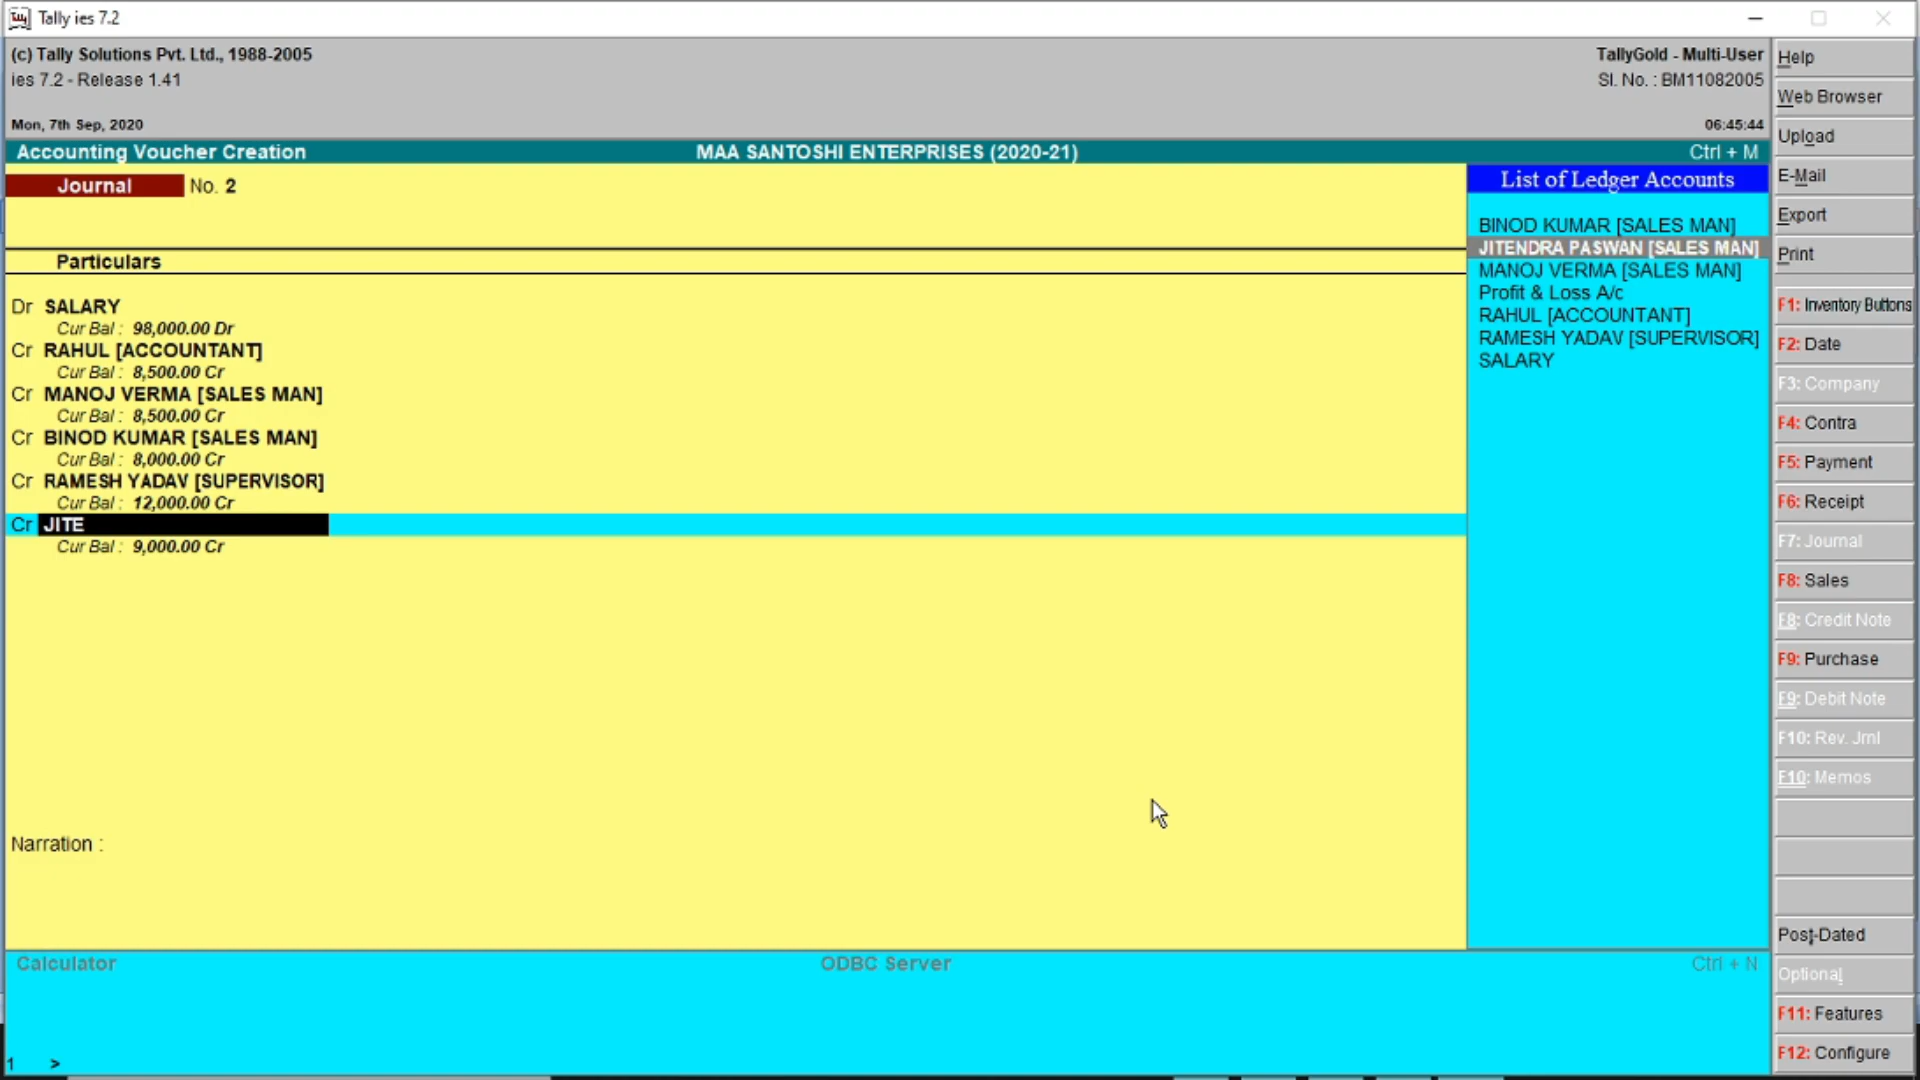 Tally ies 7.2
(c) Tally Solutions Pvt. Ltd., 1988-2005
TallyGold - Multi-User
ies 7.2 - Release 1.41
Sl. No. : BM11082005
Mon, 7th Sep, 2020
06:45:44
Accounting Voucher Creation
MAA SANTOSHI ENTERPRISES (2020-21)
Ctrl + M
Journal No. 2
Particulars
Dr SALARY
Cur Bal : 98,000.00 Dr
Cr RAHUL [ACCOUNTANT]
Cur Bal : 8,500.00 Cr
Cr MANOJ VERMA [SALES MAN]
Cur Bal : 8,500.00 Cr
Cr BINOD KUMAR [SALES MAN]
Cur Bal : 8,000.00 Cr
Cr RAMESH YADAV [SUPERVISOR]
Cur Bal : 12,000.00 Cr
Cr JITE
Cur Bal : 9,000.00 Cr
Narration :
List of Ledger Accounts
BINOD KUMAR [SALES MAN]
JITENDRA PASWAN [SALES MAN]
MANOJ VERMA [SALES MAN]
Profit & Loss A/c
RAHUL [ACCOUNTANT]
RAMESH YADAV [SUPERVISOR]
SALARY
Calculator
ODBC Server
Ctrl + N
1 >
Help
Web Browser
Upload
E-Mail
Export
Print
F1: Inventory Buttons
F2: Date
F3: Company
F4: Contra
F5: Payment
F6: Receipt
F7: Journal
F8: Sales
F8: Credit Note
F9: Purchase
F9: Debit Note
F10: Rev. Jrnl
F10: Memos
Post-Dated
Optional
F11: Features
F12: Configure